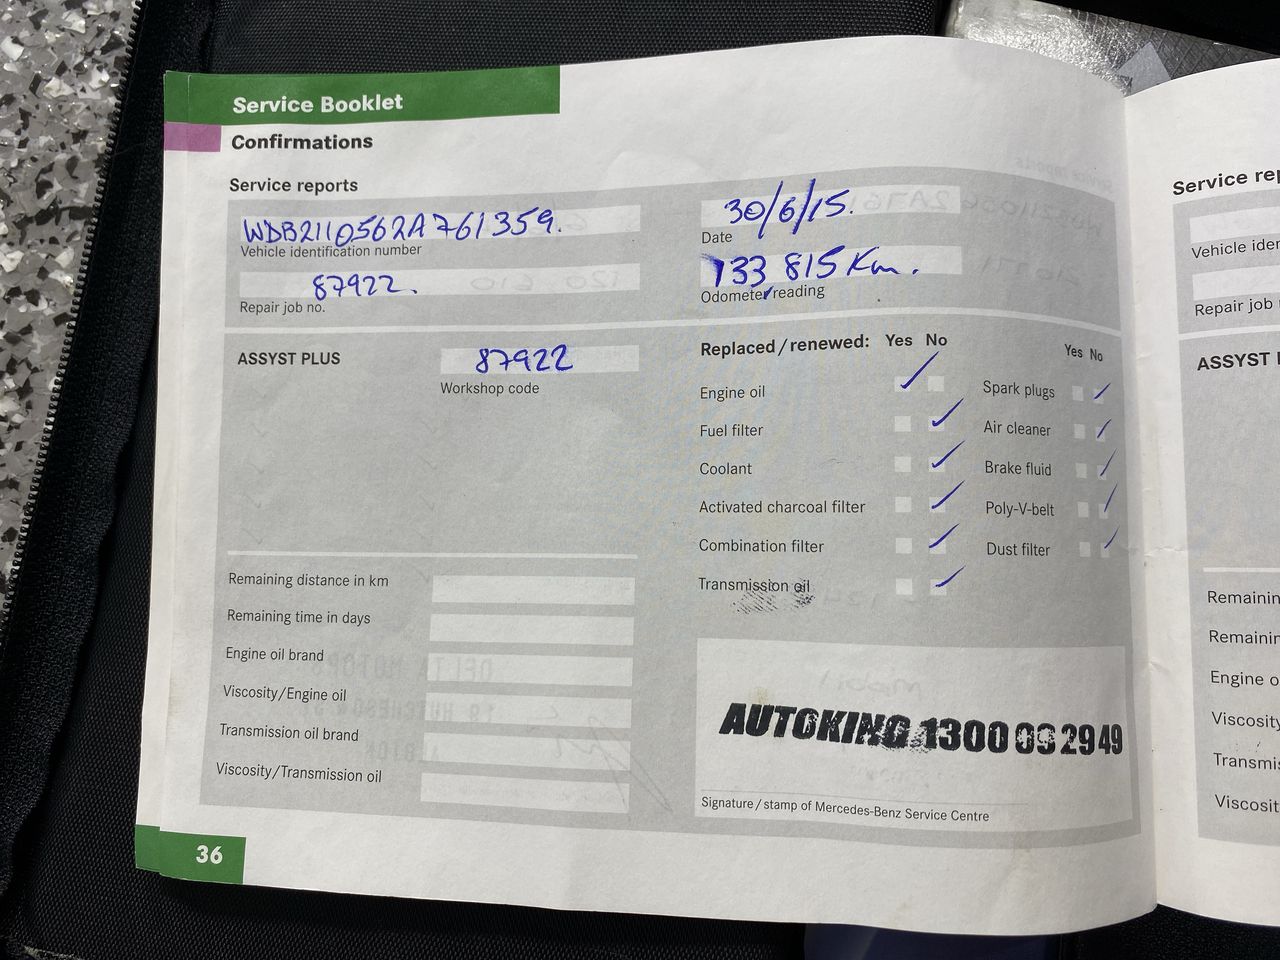 Service Booklet
Confirmations
Service reports
WDB2110562A761359.
Vehicle identification number
87922.
Repair job no.
30/6/15.
Date
133 815 Km.
Odometer reading
ASSYST PLUS
87922
Workshop code
Replaced/renewed: Yes No
Yes No
Engine oil
Spark plugs
Fuel filter
Air cleaner
Coolant
Brake fluid
Activated charcoal filter
Poly-V-belt
Combination filter
Dust filter
Transmission oil
Remaining distance in km
Remaining time in days
Engine oil brand
Viscosity/Engine oil
Transmission oil brand
Viscosity/Transmission oil
AUTOKING 1300 092949
Signature/stamp of Mercedes-Benz Service Centre
36
Service rep
Vehicle iden
Repair job
ASSYST
Remainin
Remainin
Engine o
Viscosity
Transmis
Viscosit